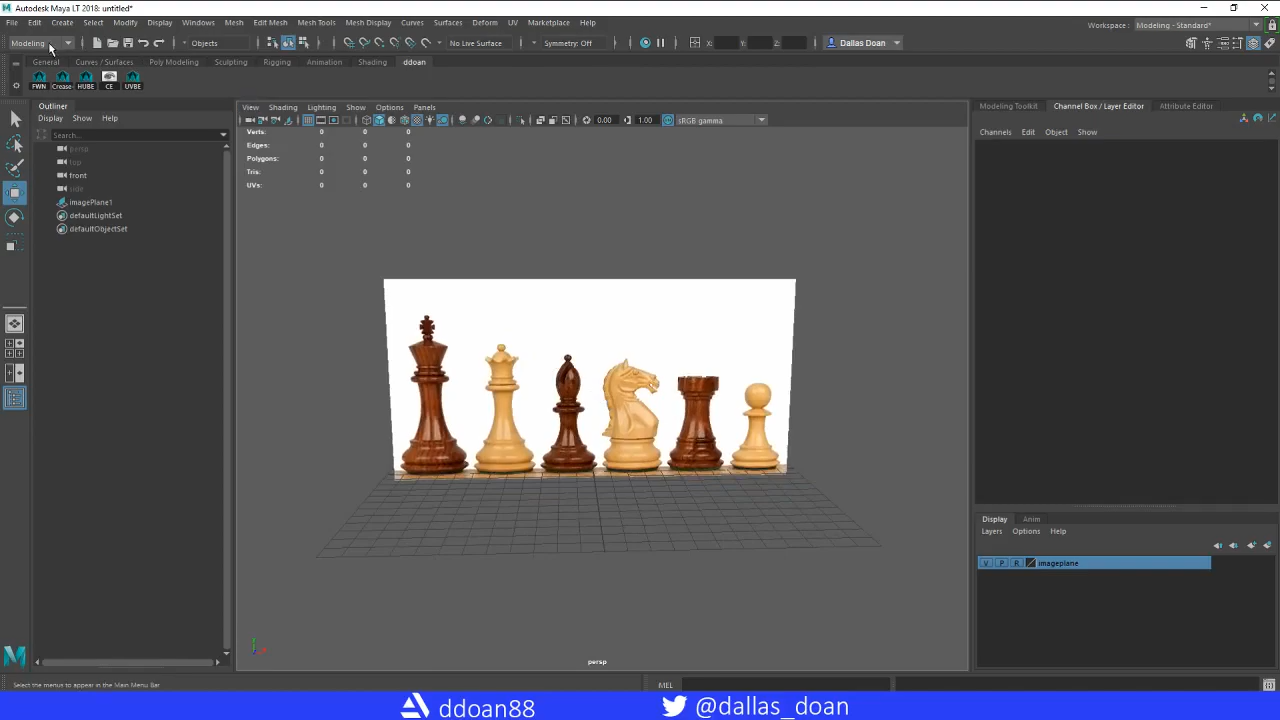 Autodesk Maya LT 2018: untitled*
File Edit Create Select Modify Display Windows Mesh Edit Mesh Mesh Tools Mesh Display Curves Surfaces Deform UV Marketplace Help
Workspace : Modeling - Standard*
Modeling Objects No Live Surface Symmetry: Off X: Y: Z: Dallas Doan
General Curves / Surfaces Poly Modeling Sculpting Rigging Animation Shading ddoan
FWN Crease HUBE CE UVBE
Outliner
Display Show Help
Search...
persp
top
front
side
imagePlane1
defaultLightSet
defaultObjectSet
View Shading Lighting Show Options Panels
0.00 1.00 sRGB gamma
Verts: 0 0 0
Edges: 0 0 0
Polygons: 0 0 0
Tris: 0 0 0
UVs: 0 0 0
persp
Modeling Toolkit Channel Box / Layer Editor Attribute Editor
Channels Edit Object Show
Display Anim
Layers Options Help
V P R imageplane
Select the menus to appear in the Main Menu Bar
MEL
ddoan88 @dallas_doan